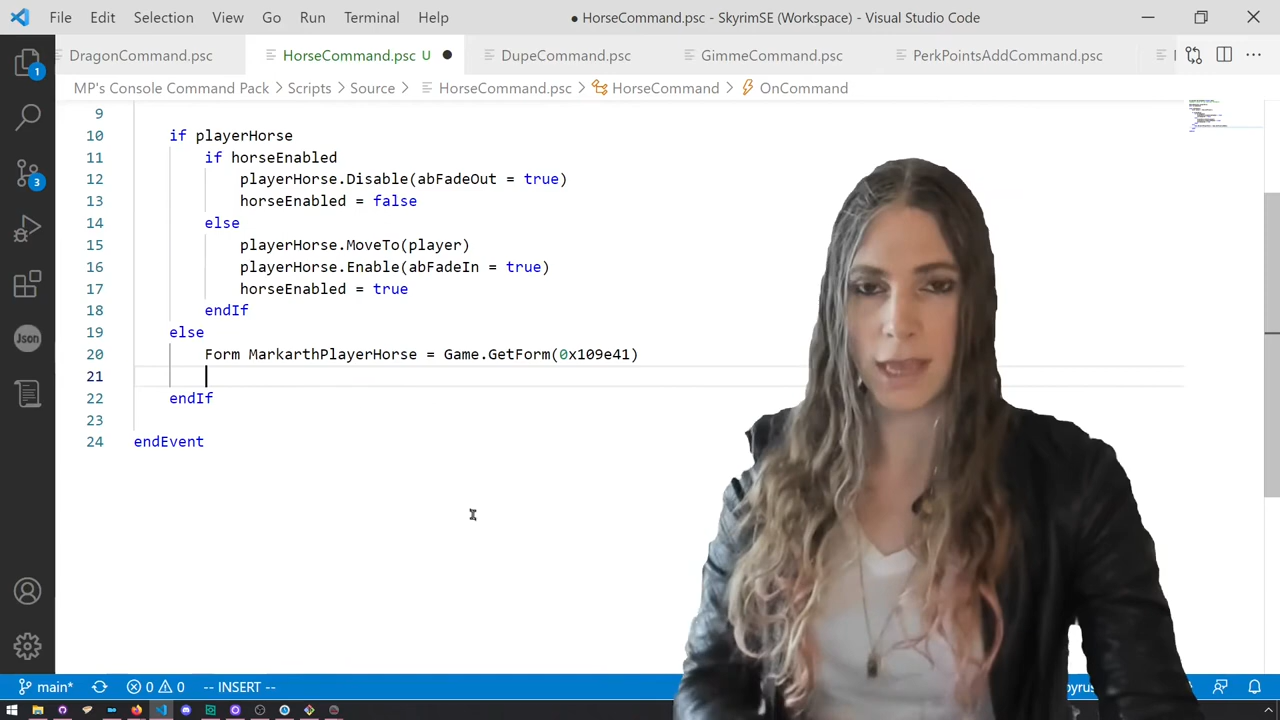 File Edit Selection View Go Run Terminal Help ● HorseCommand.psc - SkyrimSE (Workspace) - Visual Studio Code
DragonCommand.psc HorseCommand.psc U ● DupeCommand.psc GimmeCommand.psc PerkPointsAddCommand.psc
MP's Console Command Pack > Scripts > Source > HorseCommand.psc > HorseCommand > OnCommand
9
10 if playerHorse
11 if horseEnabled
12 playerHorse.Disable(abFadeOut = true)
13 horseEnabled = false
14 else
15 playerHorse.MoveTo(player)
16 playerHorse.Enable(abFadeIn = true)
17 horseEnabled = true
18 endIf
19 else
20 Form MarkarthPlayerHorse = Game.GetForm(0x109e41)
21
22 endIf
23
24 endEvent
1
3
Json
main* 0 0 -- INSERT --